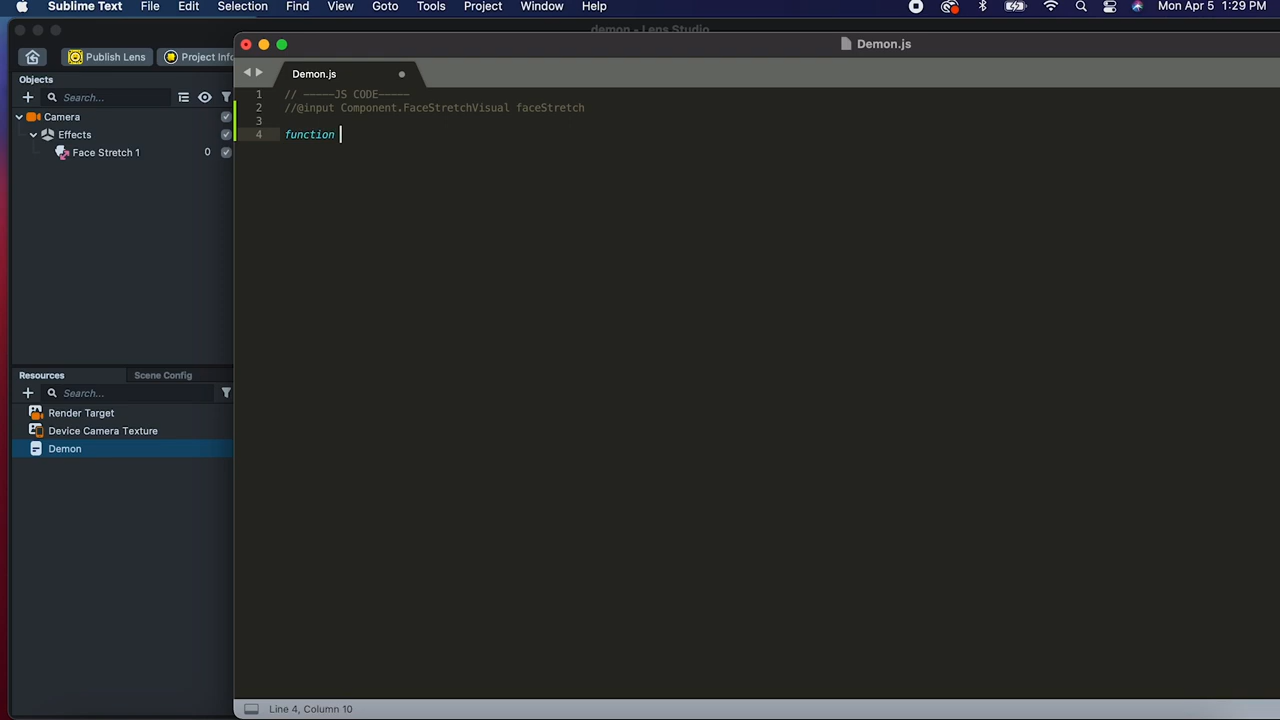 Sublime Text File Edit Selection Find View Goto Tools Project Window Help Mon Apr 5 1:29 PM
demon - Lens Studio
Publish Lens Project Info
Demon.js
Objects
Demon.js
Search...
1 // —————JS CODE—————
2 //@input Component.FaceStretchVisual faceStretch
3
4 function
Camera
Effects
Face Stretch 1 0
Resources Scene Config
Search...
Render Target
Device Camera Texture
Demon
Line 4, Column 10